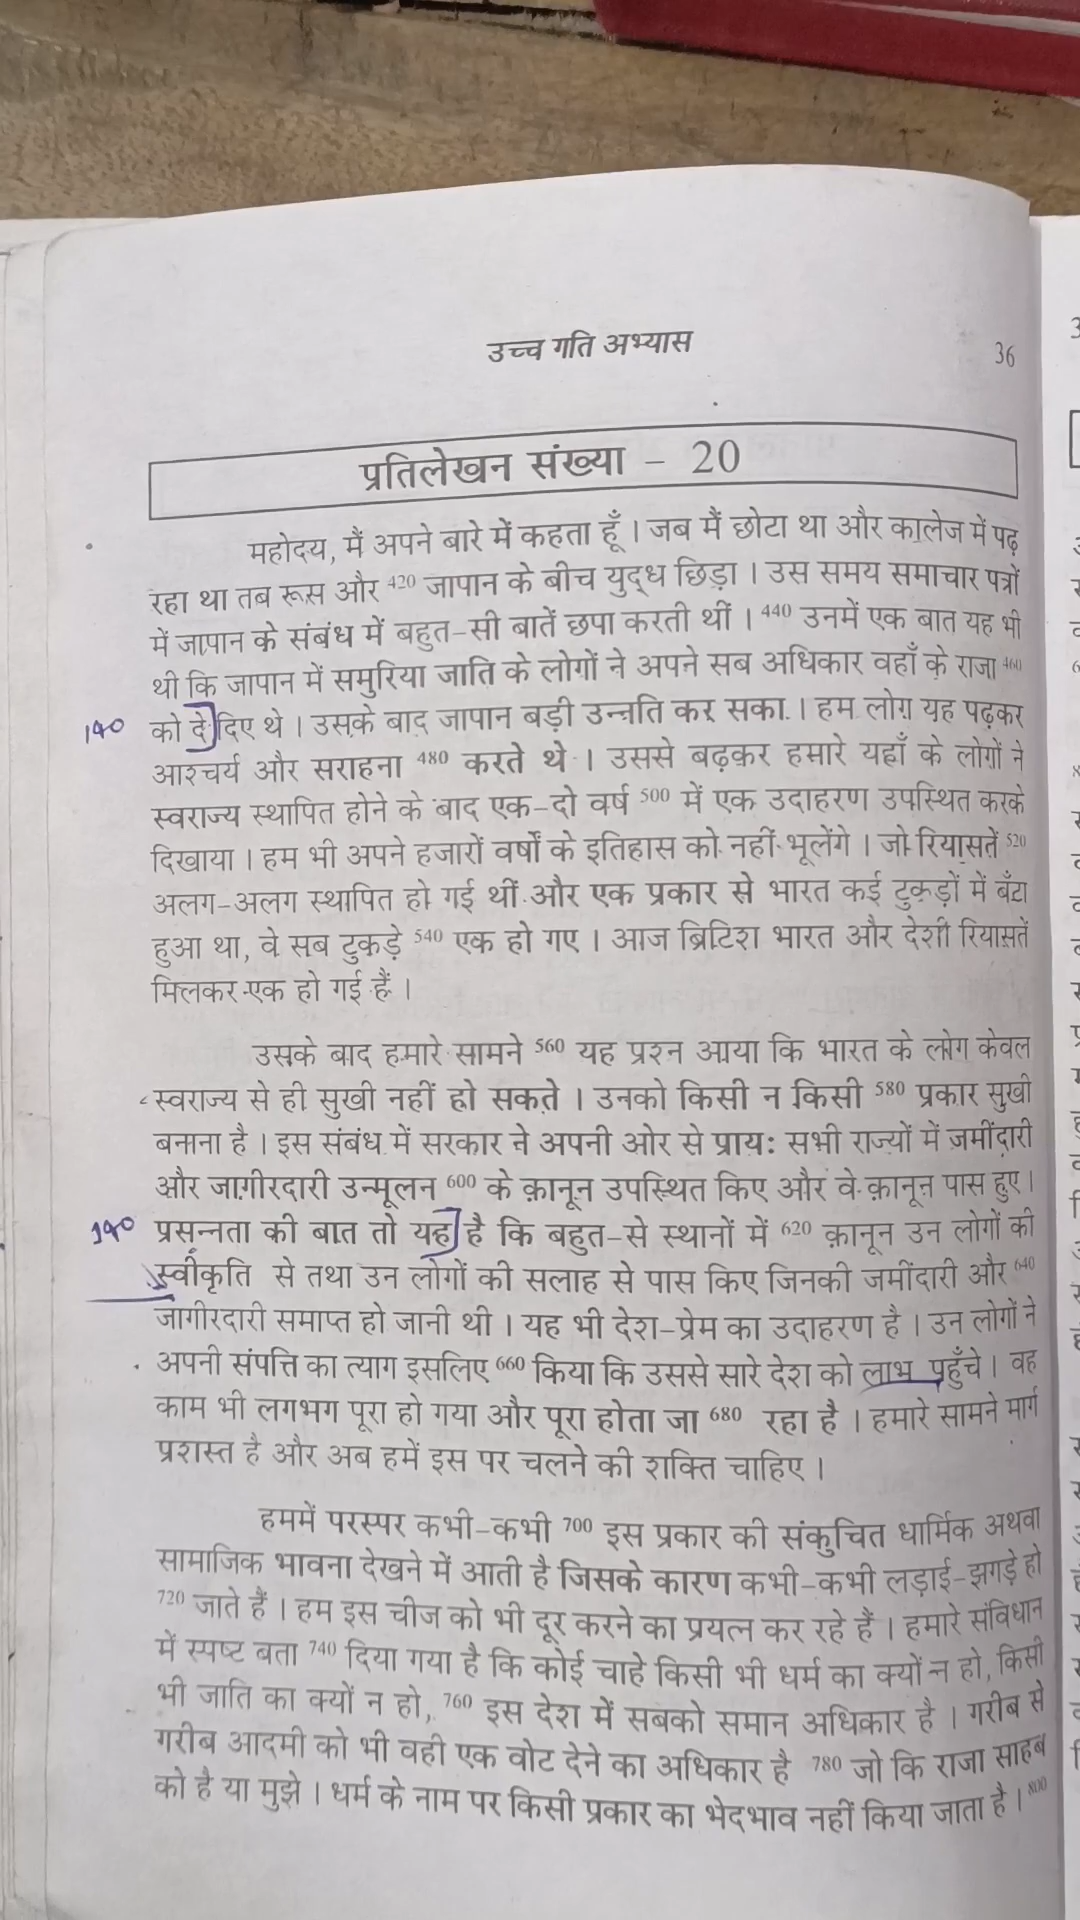 उच्च गति अभ्यास
36
प्रतिलेखन संख्या - 20
महोदय, मैं अपने बारे में कहता हूँ । जब मैं छोटा था और कालेज में पढ़
रहा था तब रूस और 420 जापान के बीच युद्ध छिड़ा । उस समय समाचार पत्रों
में जापान के संबंध में बहुत-सी बातें छपा करती थीं । 440 उनमें एक बात यह भी
थी कि जापान में समुरिया जाति के लोगों ने अपने सब अधिकार वहाँ के राजा 460
140 को दे]दिए थे । उसके बाद जापान बड़ी उन्नति कर सका । हम लोग यह पढ़कर
आश्चर्य और सराहना 480 करते थे । उससे बढ़कर हमारे यहाँ के लोगों ने
स्वराज्य स्थापित होने के बाद एक-दो वर्ष 500 में एक उदाहरण उपस्थित करके
दिखाया । हम भी अपने हजारों वर्षों के इतिहास को नहीं भूलेंगे । जो रियासतें 520
अलग-अलग स्थापित हो गई थीं और एक प्रकार से भारत कई टुकड़ों में बँटा
हुआ था, वे सब टुकड़े 540 एक हो गए । आज ब्रिटिश भारत और देशी रियासतें
मिलकर एक हो गई हैं ।
उसके बाद हमारे सामने 560 यह प्रश्न आया कि भारत के लोग केवल
स्वराज्य से ही सुखी नहीं हो सकते । उनको किसी न किसी 580 प्रकार सुखी
बनाना है । इस संबंध में सरकार ने अपनी ओर से प्राय: सभी राज्यों में ज़मींदारी
और जागीरदारी उन्मूलन 600 के क़ानून उपस्थित किए और वे क़ानून पास हुए ।
140 प्रसन्नता की बात तो यह]है कि बहुत-से स्थानों में 620 क़ानून उन लोगों की
स्वीकृति से तथा उन लोगों की सलाह से पास किए जिनकी जमींदारी और 640
जागीरदारी समाप्त हो जानी थी । यह भी देश-प्रेम का उदाहरण है । उन लोगों ने
अपनी संपत्ति का त्याग इसलिए 660 किया कि उससे सारे देश को लाभ पहुँचे । वह
काम भी लगभग पूरा हो गया और पूरा होता जा 680 रहा है । हमारे सामने मार्ग
प्रशस्त है और अब हमें इस पर चलने की शक्ति चाहिए ।
हममें परस्पर कभी-कभी 700 इस प्रकार की संकुचित धार्मिक अथवा
सामाजिक भावना देखने में आती है जिसके कारण कभी-कभी लड़ाई-झगड़े हो
720 जाते हैं । हम इस चीज को भी दूर करने का प्रयत्न कर रहे हैं । हमारे संविधान
में स्पष्ट बता 740 दिया गया है कि कोई चाहे किसी भी धर्म का क्यों न हो, किसी
भी जाति का क्यों न हो, 760 इस देश में सबको समान अधिकार है । गरीब से
गरीब आदमी को भी वही एक वोट देने का अधिकार है 780 जो कि राजा साहब
को है या मुझे । धर्म के नाम पर किसी प्रकार का भेदभाव नहीं किया जाता है । 800